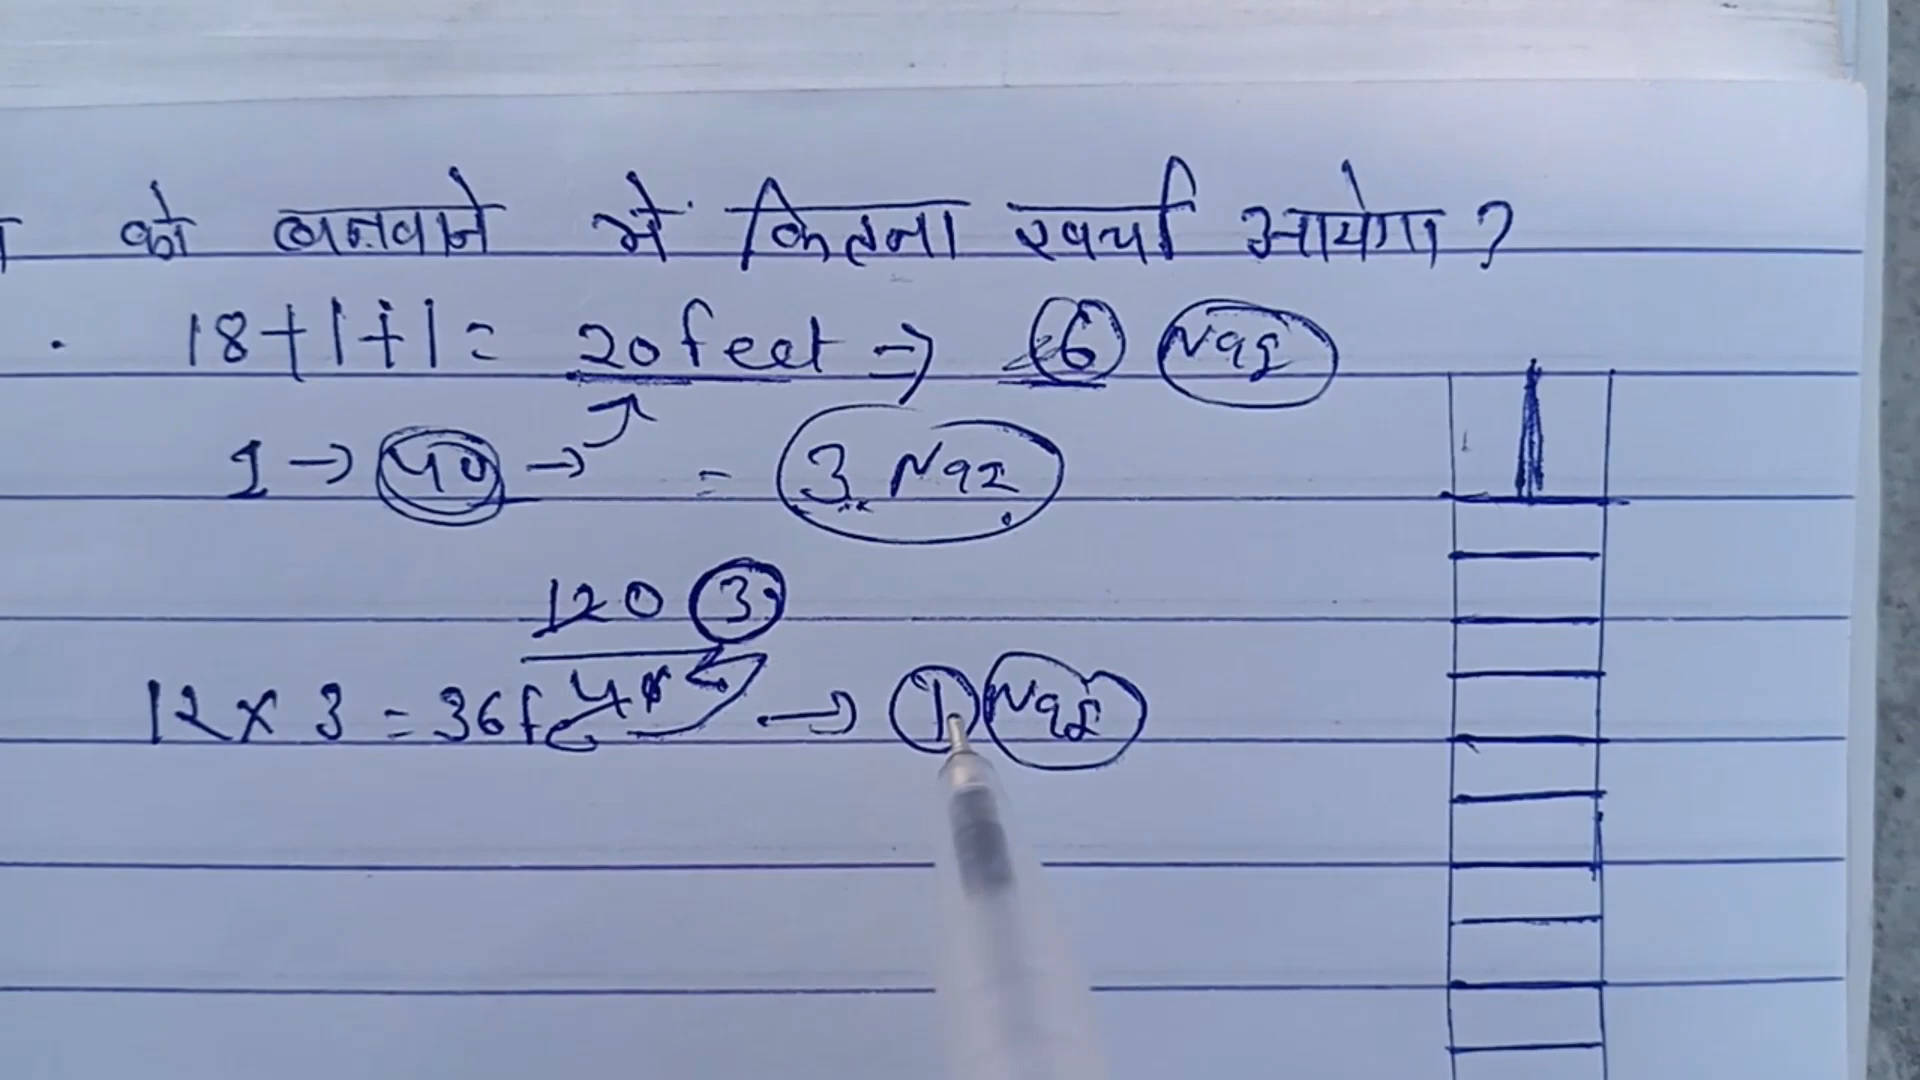 को बनवाने में कितना खर्चा आयेगा ?
18+1+1= 20 feet => 6 Nag
1 → 40 → = 3 Nag
120 3
12 x 3 = 36f 40 → 1 Nag